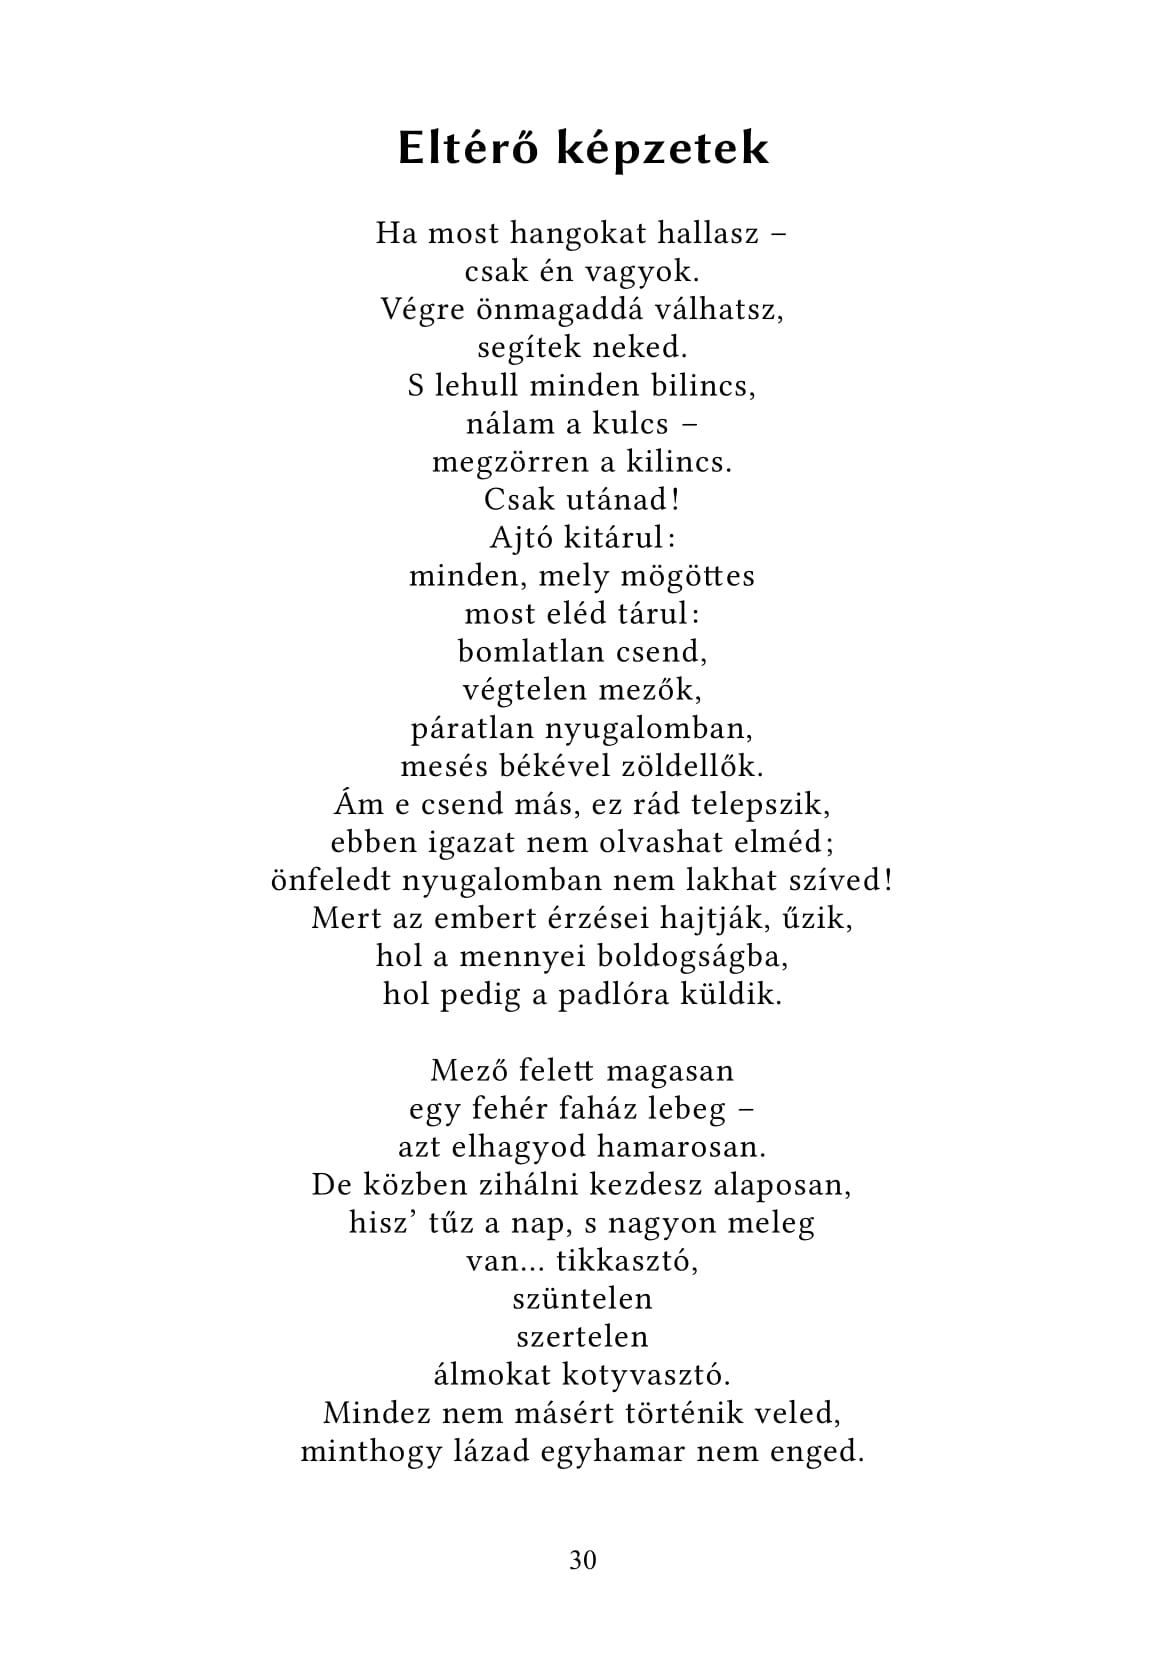 Eltérő képzetek
Ha most hangokat hallasz –
csak én vagyok.
Végre önmagaddá válhatsz,
segítek neked.
S lehull minden bilincs,
nálam a kulcs –
megzörren a kilincs.
Csak utánad!
Ajtó kitárul:
minden, mely mögöttes
most eléd tárul:
bomlatlan csend,
végtelen mezők,
páratlan nyugalomban,
mesés békével zöldellők.
Ám e csend más, ez rád telepszik,
ebben igazat nem olvashat elméd;
önfeledt nyugalomban nem lakhat szíved!
Mert az embert érzései hajtják, űzik,
hol a mennyei boldogságba,
hol pedig a padlóra küldik.
Mező felett magasan
egy fehér faház lebeg –
azt elhagyod hamarosan.
De közben zihálni kezdesz alaposan,
hisz’ tűz a nap, s nagyon meleg
van… tikkasztó,
szüntelen
szertelen
álmokat kotyvasztó.
Mindez nem másért történik veled,
minthogy lázad egyhamar nem enged.
30